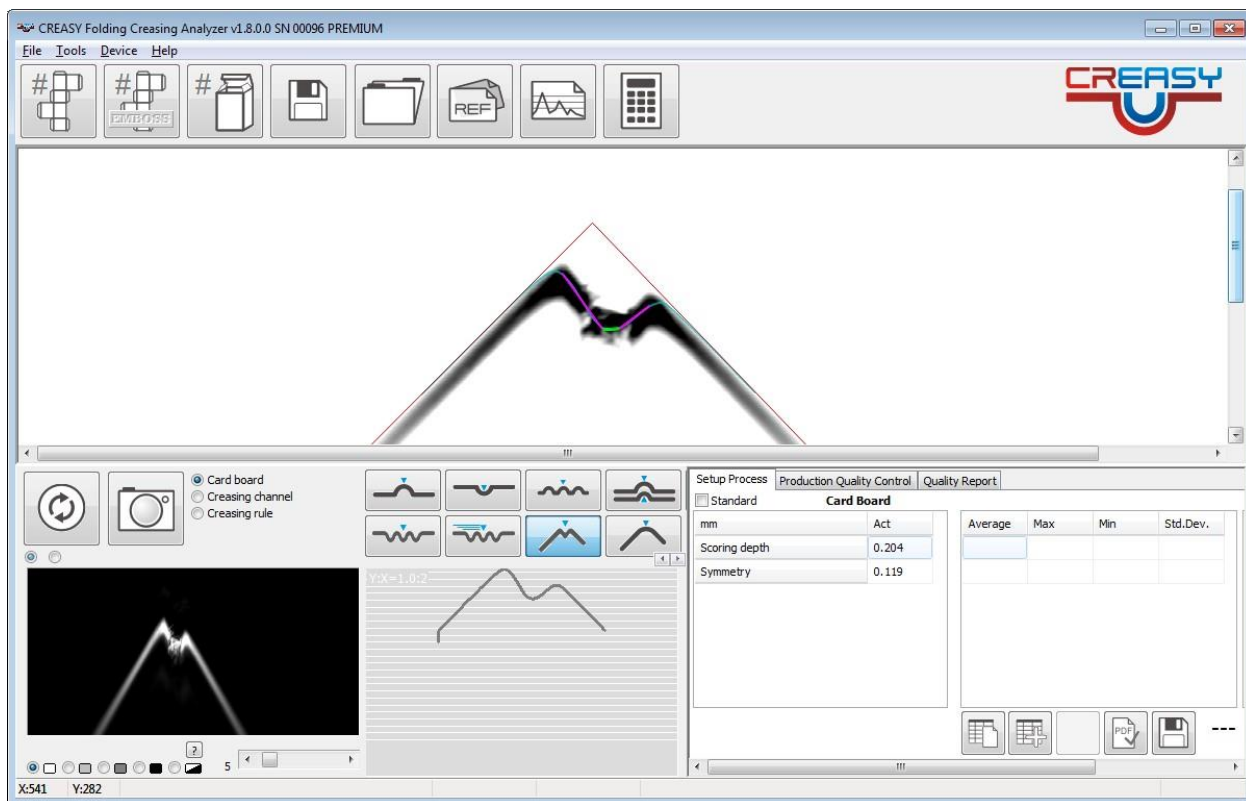 CREASY Folding Creasing Analyzer v1.8.0.0 SN 00096 PREMIUM
File Tools Device Help
# # EMBOSS # REF CREASY
Card board
Creasing channel
Creasing rule
Setup Process Production Quality Control Quality Report
Standard Card Board
mm Act Average Max Min Std.Dev.
Scoring depth 0.204
Symmetry 0.119
Y:X=1.0:2
PDF ---
? 5
X:541 Y:282